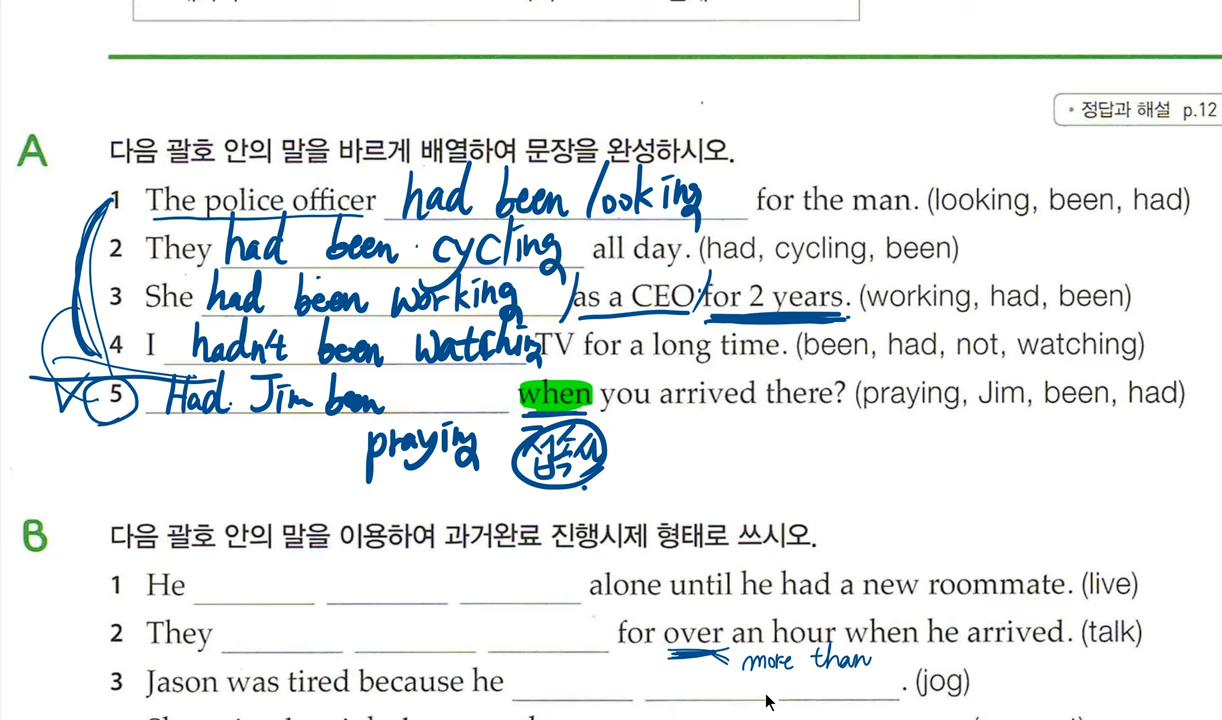 • 정답과 해설 p.12
A 다음 괄호 안의 말을 바르게 배열하여 문장을 완성하시오.
1 The police officer had been looking for the man. (looking, been, had)
2 They had been cycling all day. (had, cycling, been)
3 She had been working as a CEO for 2 years. (working, had, been)
4 I hadn't been watching TV for a long time. (been, had, not, watching)
5 Had Jim been when you arrived there? (praying, Jim, been, had)
praying 접속사
B 다음 괄호 안의 말을 이용하여 과거완료 진행시제 형태로 쓰시오.
1 He alone until he had a new roommate. (live)
2 They for over an hour when he arrived. (talk)
more than
3 Jason was tired because he . (jog)